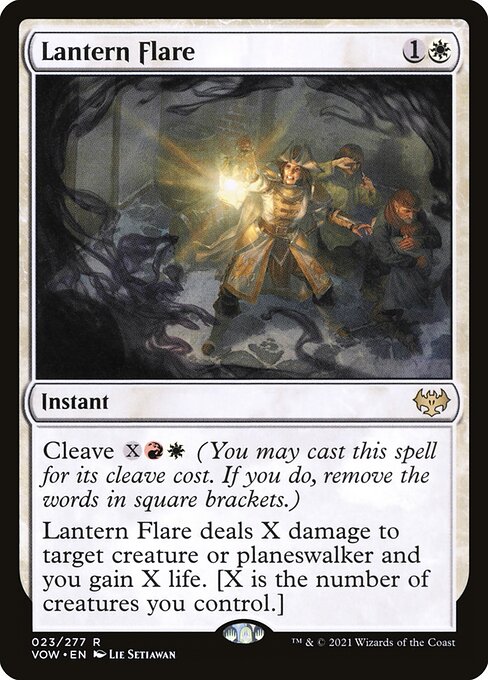 Lantern Flare 1
Instant
Cleave X (You may cast this spell
for its cleave cost. If you do, remove the
words in square brackets.)
Lantern Flare deals X damage to
target creature or planeswalker and
you gain X life. [X is the number of
creatures you control.]
023/277 R
VOW • EN Lie Setiawan
™ & © 2021 Wizards of the Coast